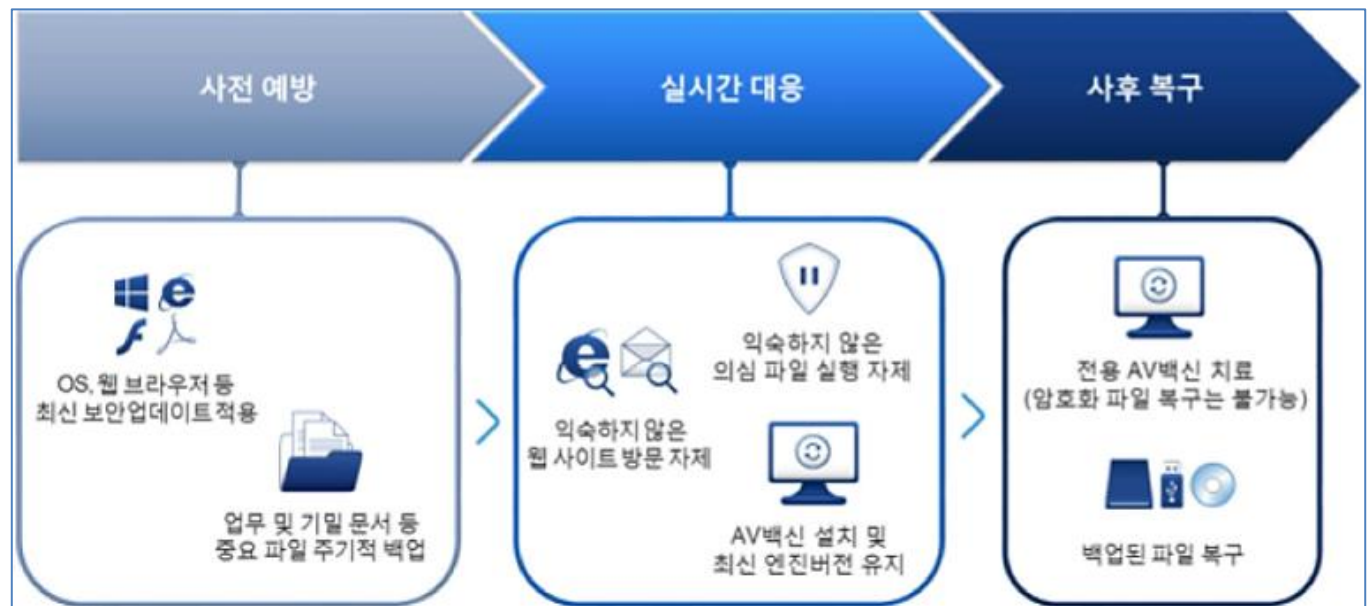 사전 예방
실시간 대응
사후 복구
OS, 웹 브라우저 등
최신 보안업데이트 적용
업무 및 기밀 문서 등
중요 파일 주기적 백업
익숙하지 않은
웹 사이트 방문 자제
익숙하지 않은
의심 파일 실행 자제
AV백신 설치 및
최신 엔진버전 유지
전용 AV백신 치료
(암호화 파일 복구는 불가능)
백업된 파일 복구